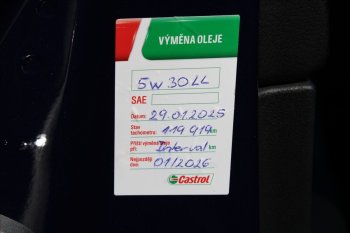 VÝMĚNA OLEJE
5W30LL
SAE
Datum: 29.01.2025
Stav tachometru: 119 919 km
Příští výměna oleje při: Interval km
Nejpozději dne: 01/2026
Castrol